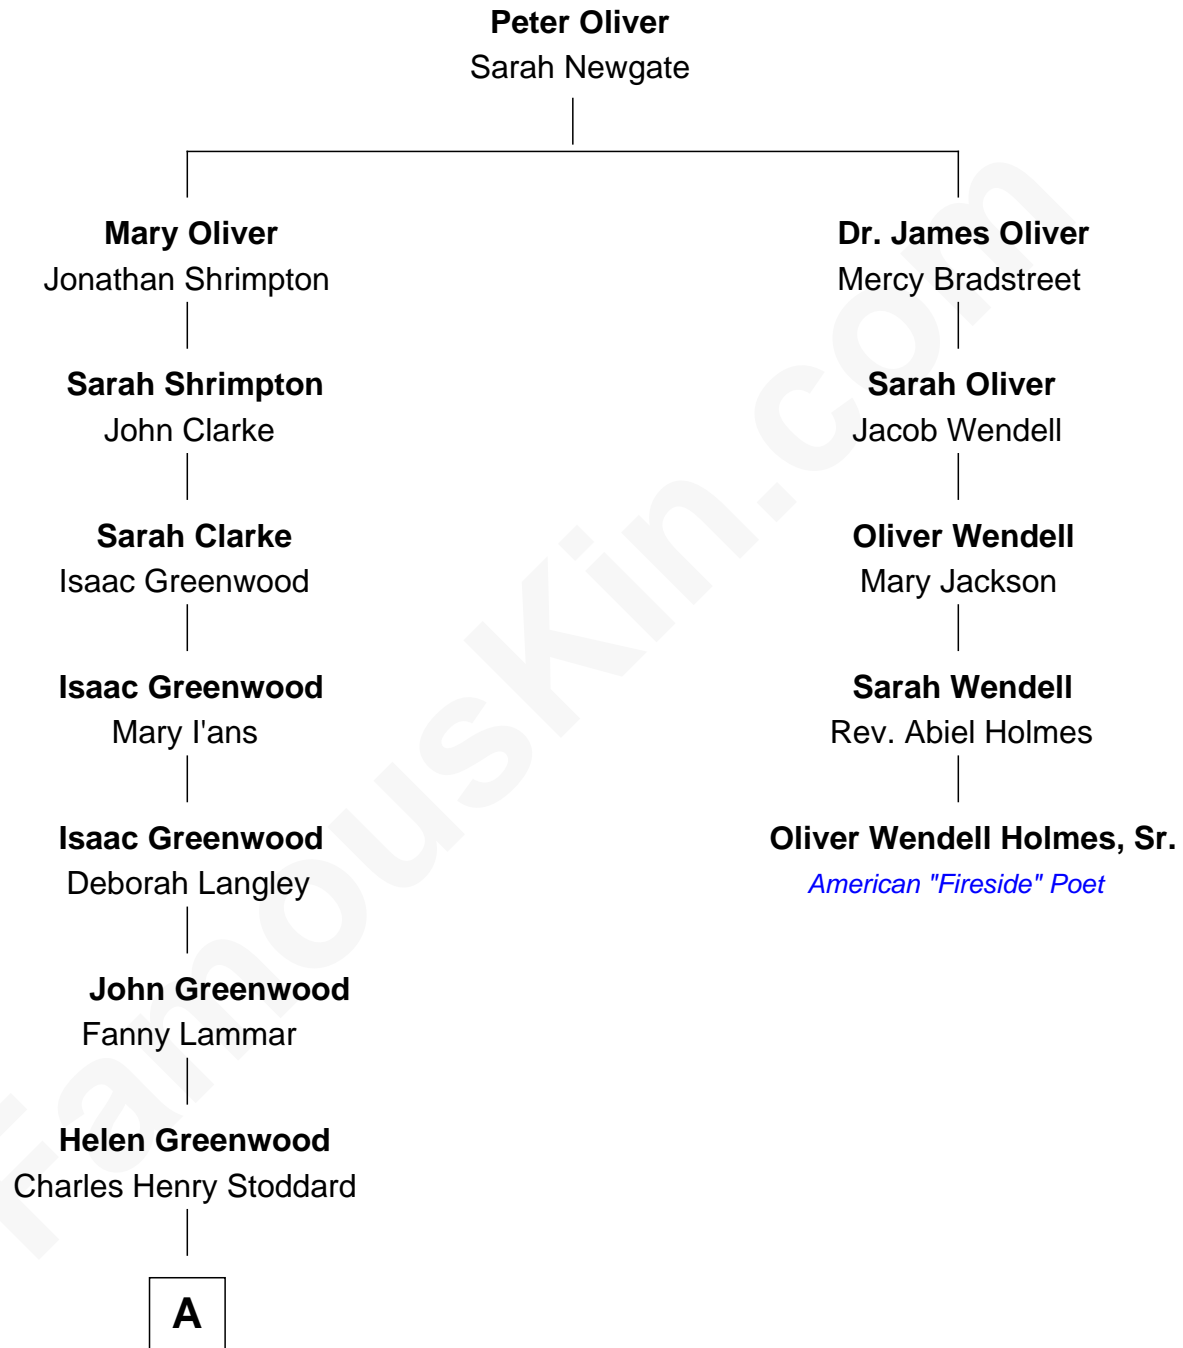 Peter Oliver
Sarah Newgate
Mary Oliver
Jonathan Shrimpton
Dr. James Oliver
Mercy Bradstreet
Sarah Shrimpton
John Clarke
Sarah Oliver
Jacob Wendell
Sarah Clarke
Isaac Greenwood
Oliver Wendell
Mary Jackson
Isaac Greenwood
Mary I'ans
Sarah Wendell
Rev. Abiel Holmes
Isaac Greenwood
Deborah Langley
Oliver Wendell Holmes, Sr.
American "Fireside" Poet
John Greenwood
Fanny Lammar
Helen Greenwood
Charles Henry Stoddard
A
FamousKin.com